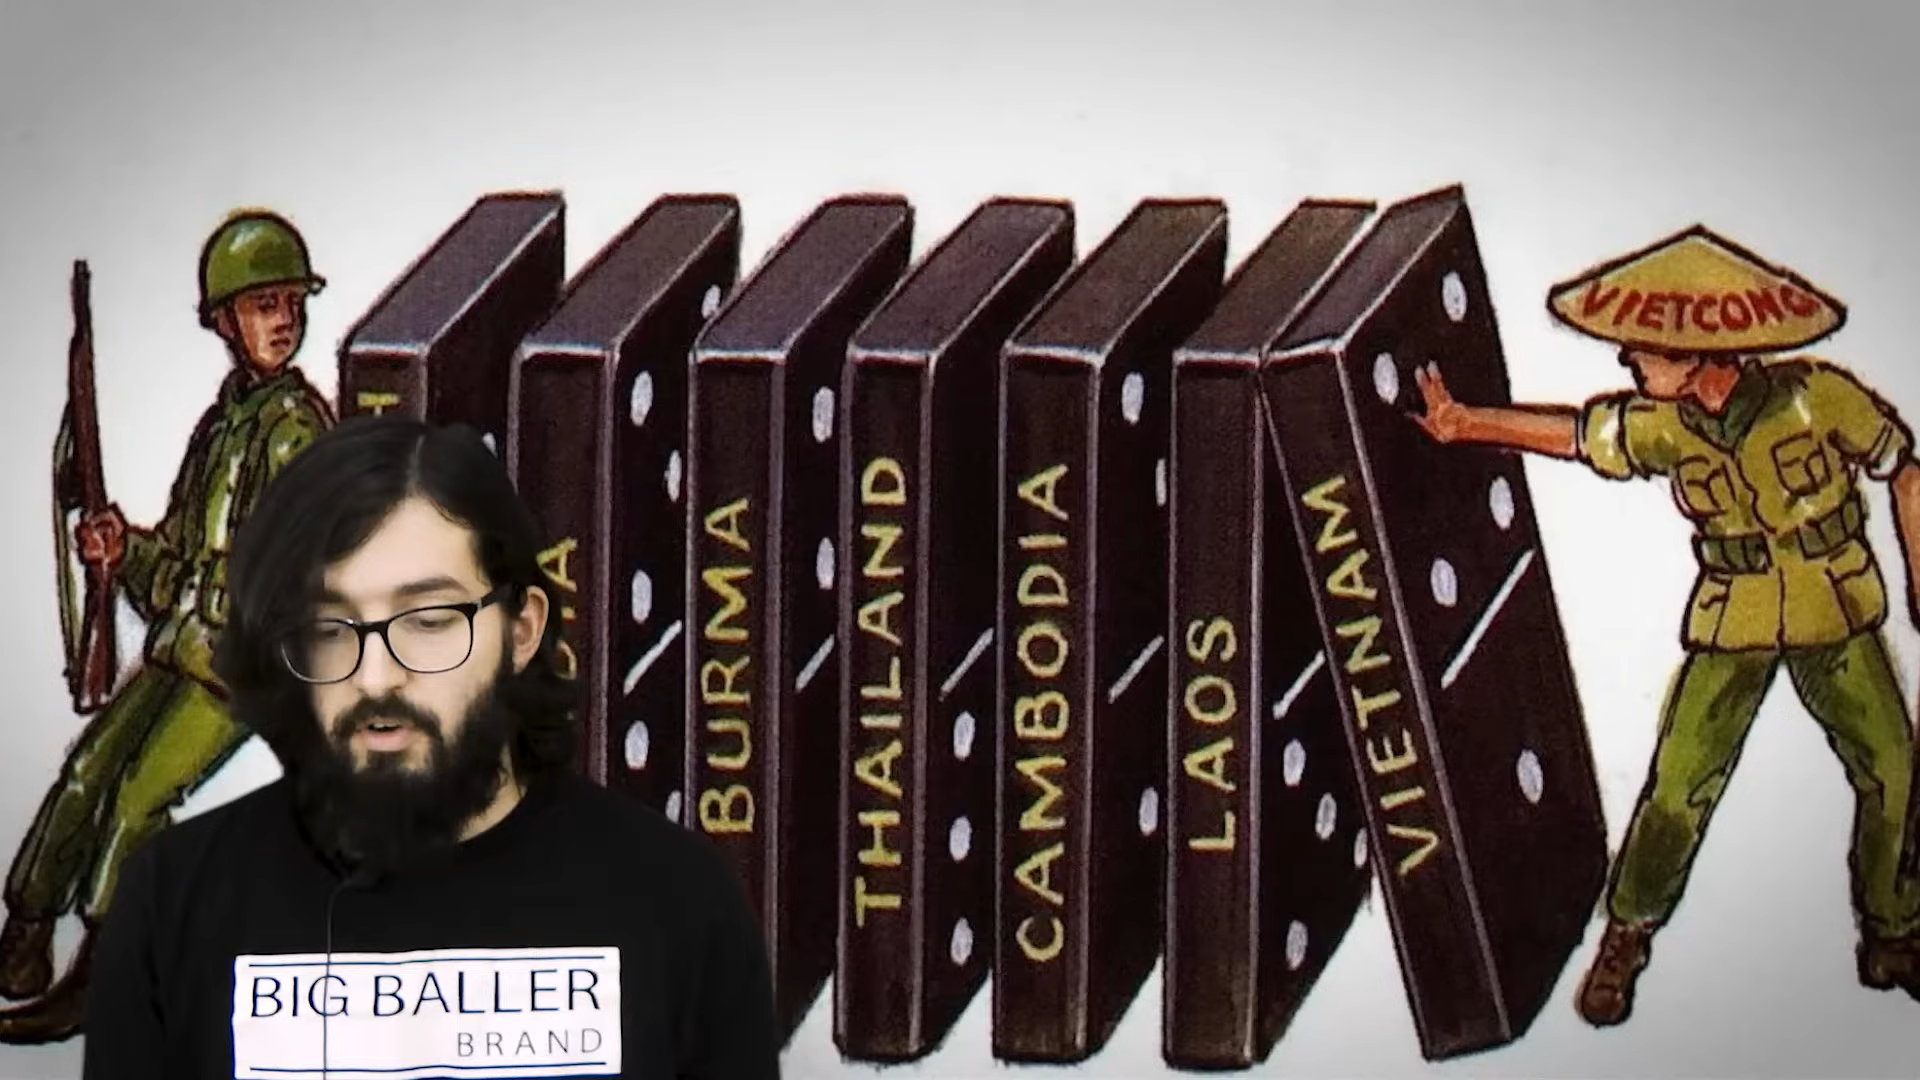 VIETCONG
BURMA
THAILAND
CAMBODIA
LAOS
VIETNAM
BIG BALLER
BRAND